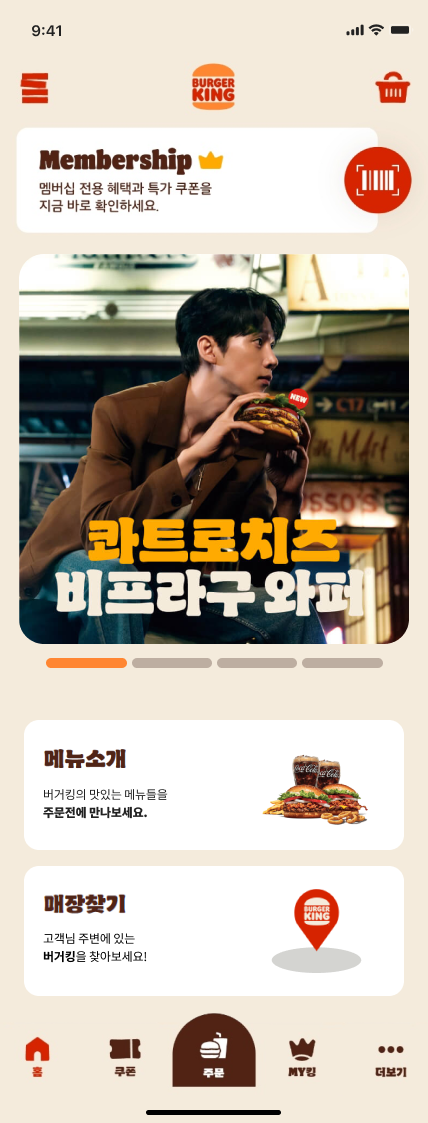 9:41
BURGER
KING
Membership
멤버십 전용 혜택과 특가 쿠폰을
지금 바로 확인하세요.
NEW
콰트로치즈
비프라구 와퍼
메뉴소개
버거킹의 맛있는 메뉴들을
주문전에 만나보세요.
Coca-Cola
Coca-Cola
매장찾기
고객님 주변에 있는
버거킹을 찾아보세요!
BURGER
KING
홈
쿠폰
주문
MY킹
더보기